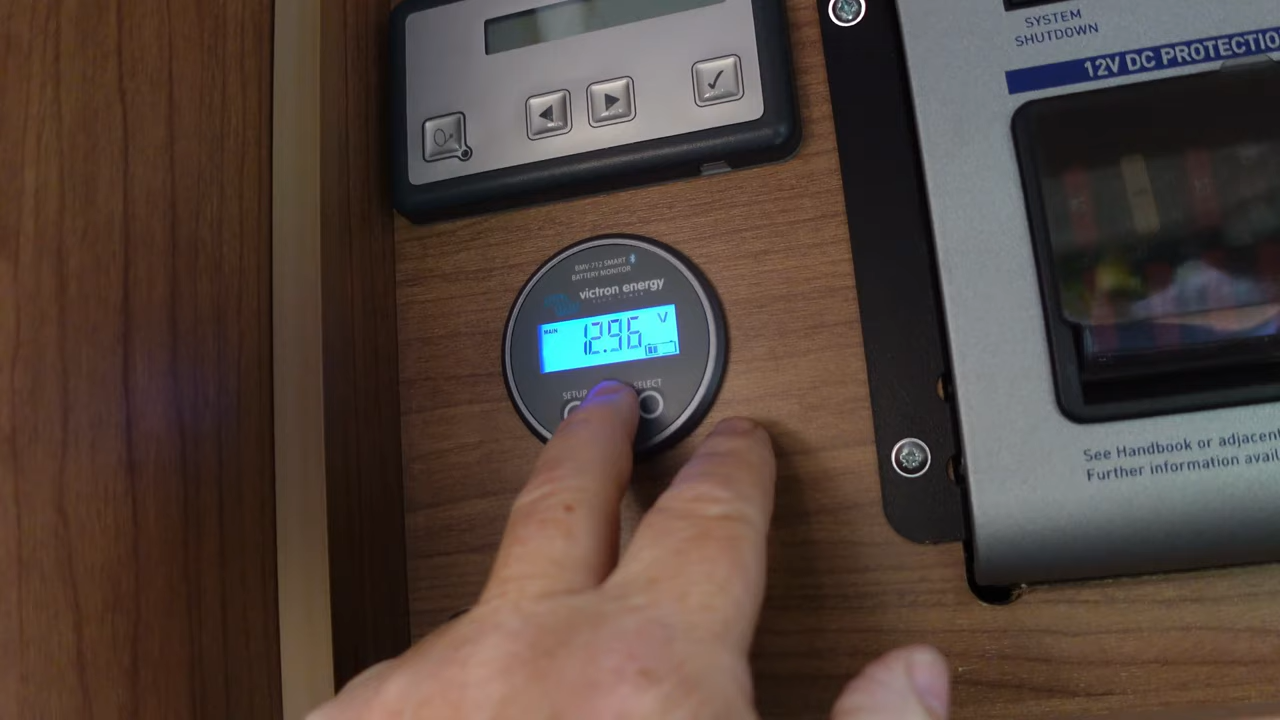 SYSTEM
SHUTDOWN
12V DC PROTECTIO
BMV-712 SMART
BATTERY MONITOR
victron energy
MAIN 12.96 V
SETUP SELECT
See Handbook or adjacent
Further information avail